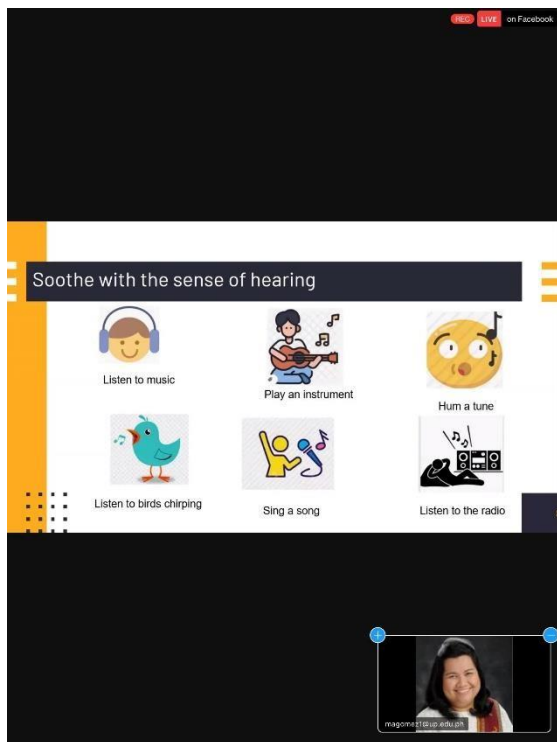 REC LIVE on Facebook
Soothe with the sense of hearing
Listen to music
Play an instrument
Hum a tune
Listen to birds chirping
Sing a song
Listen to the radio
magomez1@up.edu.ph